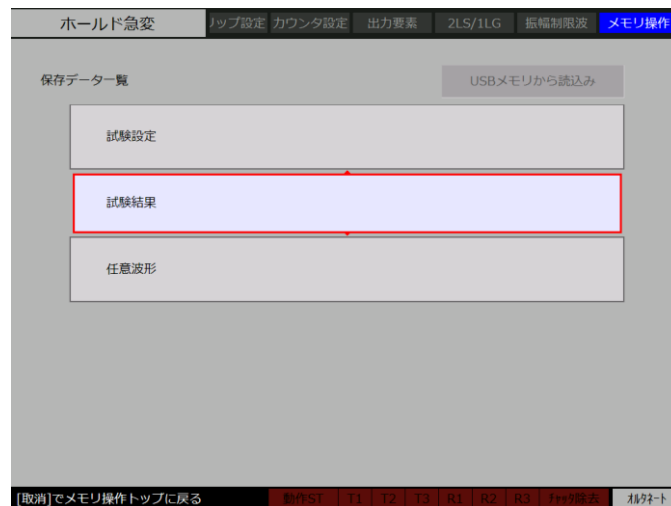 ホールド急変 ップ設定 カウンタ設定 出力要素 2LS/1LG 振幅制限波 メモリ操作
保存データ一覧 USBメモリから読込み
試験設定
試験結果
任意波形
[取消]でメモリ操作トップに戻る 動作ST T1 T2 T3 R1 R2 R3 ﾁｬｯﾀ除去 ｵﾙﾀﾈｰﾄ